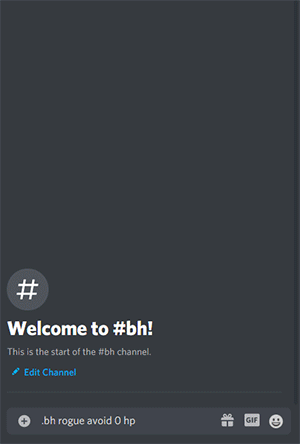 #
Welcome to #bh!
This is the start of the #bh channel.
Edit Channel
.bh rogue avoid 0 hp
GIF